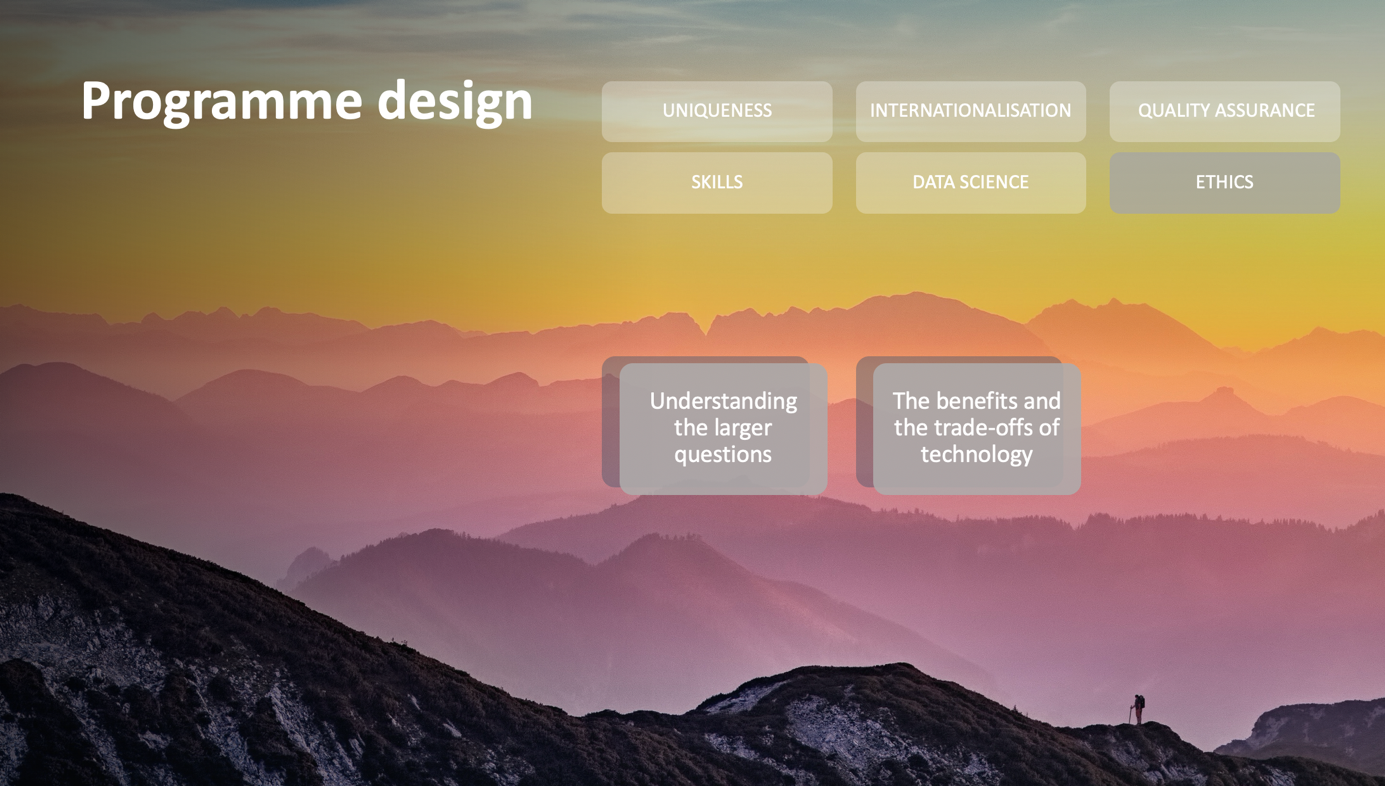 Programme design
UNIQUENESS
INTERNATIONALISATION
QUALITY ASSURANCE
SKILLS
DATA SCIENCE
ETHICS
Understanding
the larger
questions
The benefits and
the trade-offs of
technology